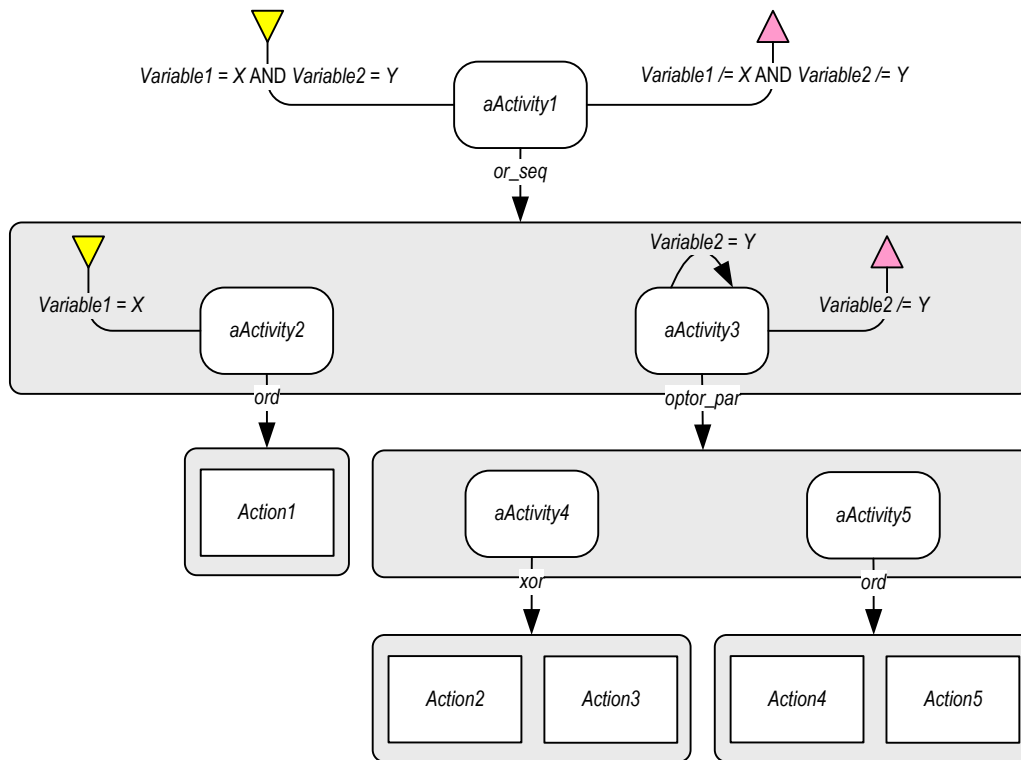 Variable1 = X AND Variable2 = Y
Variable1 /= X AND Variable2 /= Y
aActivity1
or_seq
Variable2 = Y
Variable1 = X
Variable2 /= Y
aActivity2
aActivity3
ord
optor_par
Action1
aActivity4
aActivity5
xor
ord
Action2
Action3
Action4
Action5